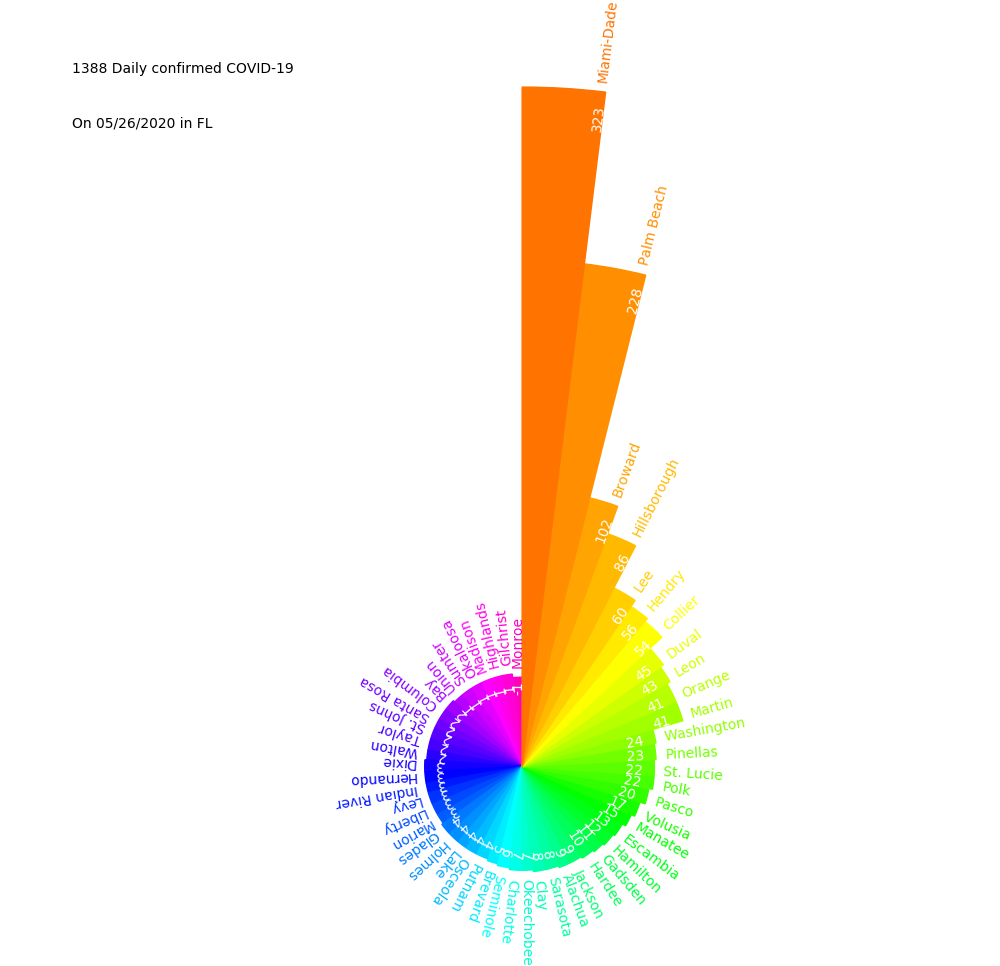 1388 Daily confirmed COVID-19
On 05/26/2020 in FL
Miami-Dade
323
Palm Beach
228
Broward
102
Hillsborough
86
Lee
60
Hendry
56
Collier
54
Duval
45
Leon
43
Orange
41
Martin
41
Washington
24
Pinellas
23
St. Lucie
22
Polk
22
Pasco
20
Volusia
17
Manatee
Escambia
Hamilton
Gadsden
Hardee
Jackson
Alachua
Sarasota
Clay
Okeechobee
Charlotte
Seminole
Brevard
Putnam
Osceola
Lake
Holmes
Glades
Marion
Liberty
Levy
Indian River
Hernando
Dixie
Walton
Taylor
St. Johns
Santa Rosa
Columbia
Bay
Union
Sumter
Okaloosa
Madison
Highlands
Gilchrist
Monroe